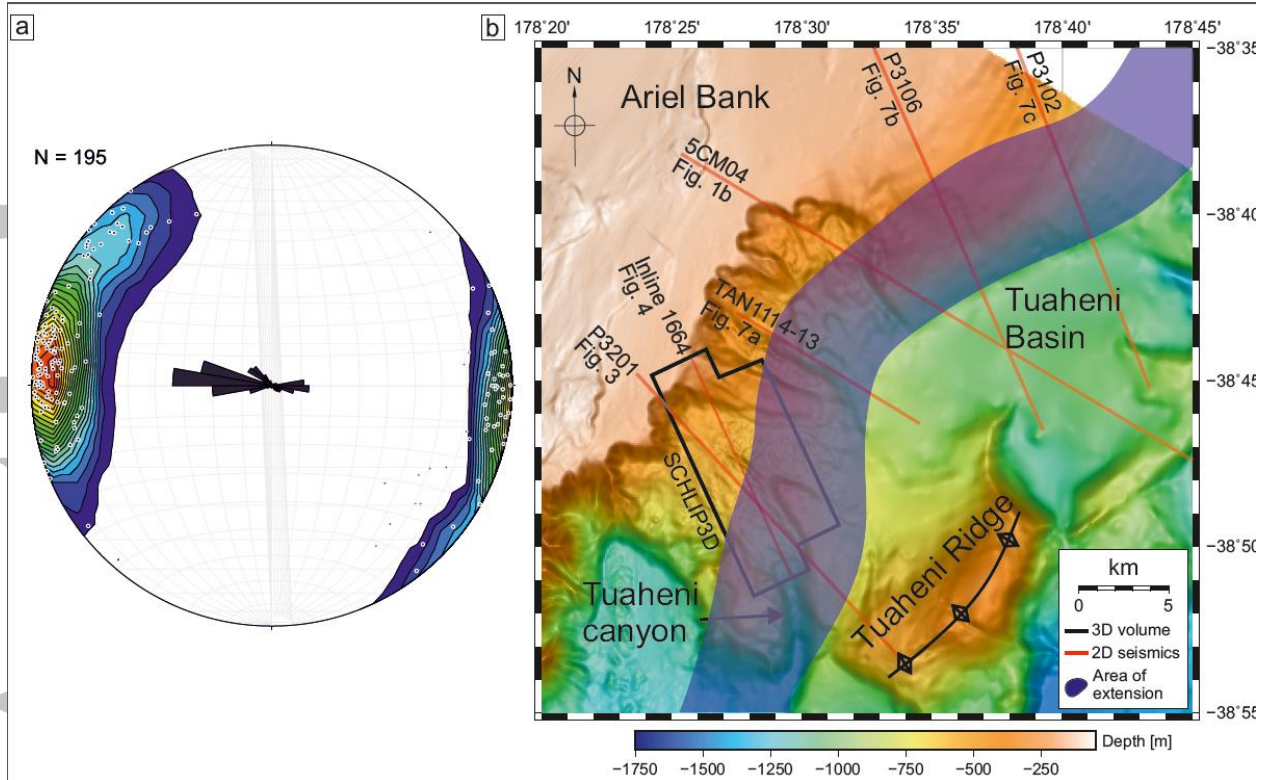 a
N = 195
b
178°20'
178°25'
178°30'
178°35'
178°40'
178°45'
N
Ariel Bank
5CM04
Fig. 1b
P3106
Fig. 7b
P3102
Fig. 7c
Inline 1664
Fig. 4
TAN1114-13
Fig. 7a
P3201
Fig. 3
SCHLIP3D
Tuaheni
Basin
Tuaheni Ridge
Tuaheni
canyon
−38°35
−38°40'
−38°45'
−38°50'
−38°55'
km
0 5
3D volume
2D seismics
Area of
extension
−1750 −1500 −1250 −1000 −750 −500 −250
Depth [m]